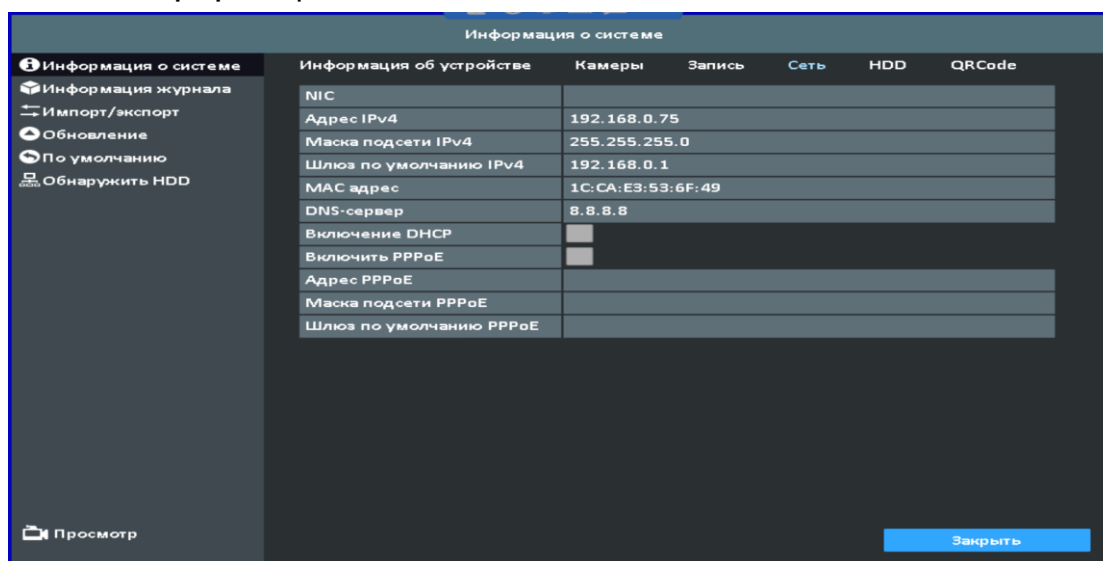 Информация о системе
Информация о системе
Информация журнала
Импорт/экспорт
Обновление
По умолчанию
Обнаружить HDD
Просмотр
Информация об устройстве Камеры Запись Сеть HDD QRCode
NIC
Адрес IPv4 192.168.0.75
Маска подсети IPv4 255.255.255.0
Шлюз по умолчанию IPv4 192.168.0.1
MAC адрес 1C:CA:E3:53:6F:49
DNS-сервер 8.8.8.8
Включение DHCP
Включить PPPoE
Адрес PPPoE
Маска подсети PPPoE
Шлюз по умолчанию PPPoE
Закрыть